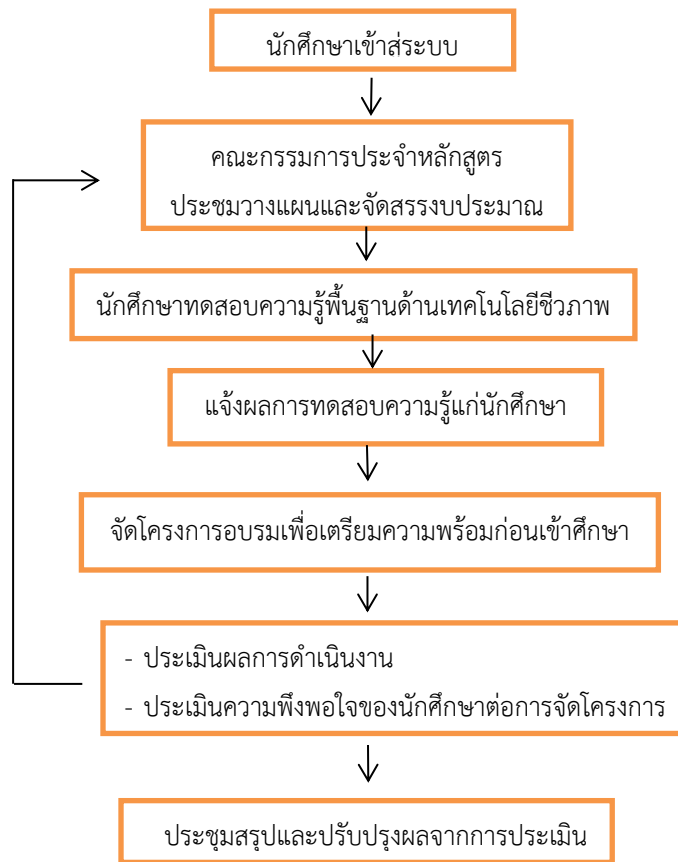 นักศึกษาเข้าสู่ระบบ
คณะกรรมการประจำหลักสูตร
ประชมวางแผนและจัดสรรงบประมาณ
นักศึกษาทดสอบความรู้พื้นฐานด้านเทคโนโลยีชีวภาพ
แจ้งผลการทดสอบความรู้แก่นักศึกษา
จัดโครงการอบรมเพื่อเตรียมความพร้อมก่อนเข้าศึกษา
- ประเมินผลการดำเนินงาน
- ประเมินความพึงพอใจของนักศึกษาต่อการจัดโครงการ
ประชุมสรุปและปรับปรุงผลจากการประเมิน